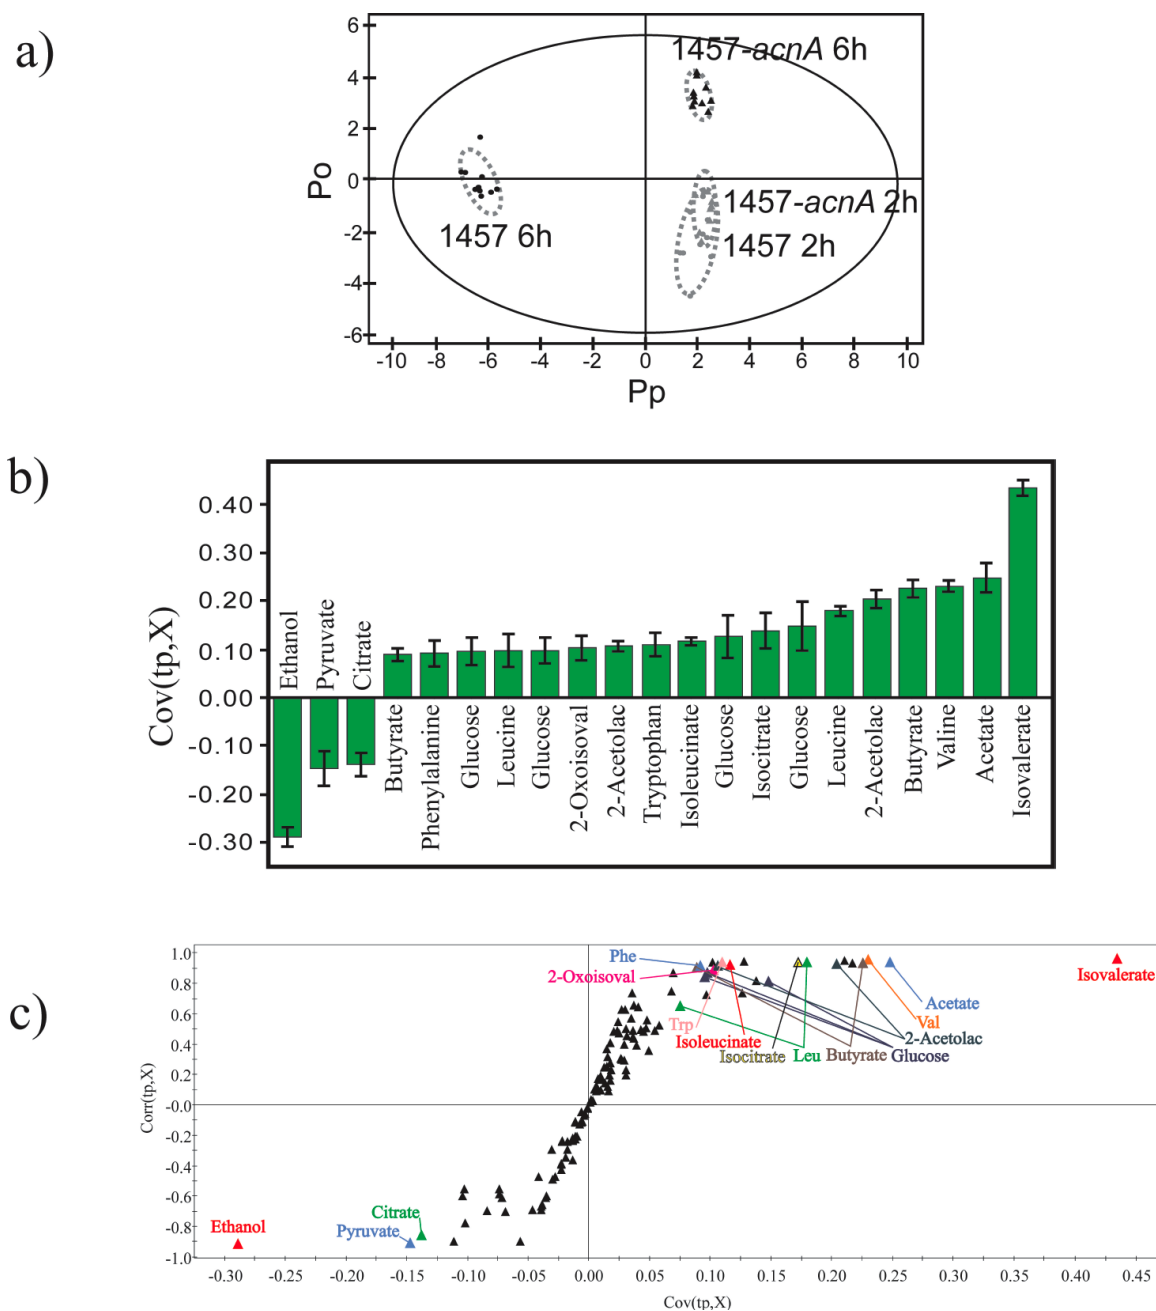 a)
6
4
2
0
-2
-4
-6
Po
1457-acnA 6h
1457 6h
1457-acnA 2h
1457 2h
-10 -8 -6 -4 -2 0 2 4 6 8 10
Pp
b)
0.40
0.30
0.20
0.10
0.00
-0.10
-0.20
-0.30
Cov(tp,X)
Ethanol
Pyruvate
Citrate
Butyrate
Phenylalanine
Glucose
Leucine
Glucose
2-Oxoisoval
2-Acetolac
Tryptophan
Isoleucinate
Glucose
Isocitrate
Glucose
Leucine
2-Acetolac
Butyrate
Valine
Acetate
Isovalerate
c)
1.0
0.8
0.6
0.4
0.2
-0.0
-0.2
-0.4
-0.6
-0.8
-1.0
Corr(tp,X)
Phe
2-Oxoisoval
Trp
Isoleucinate
Isocitrate
Leu
Butyrate
Glucose
2-Acetolac
Val
Acetate
Isovalerate
Citrate
Pyruvate
Ethanol
-0.30 -0.25 -0.20 -0.15 -0.10 -0.05 0.00 0.05 0.10 0.15 0.20 0.25 0.30 0.35 0.40 0.45
Cov(tp,X)